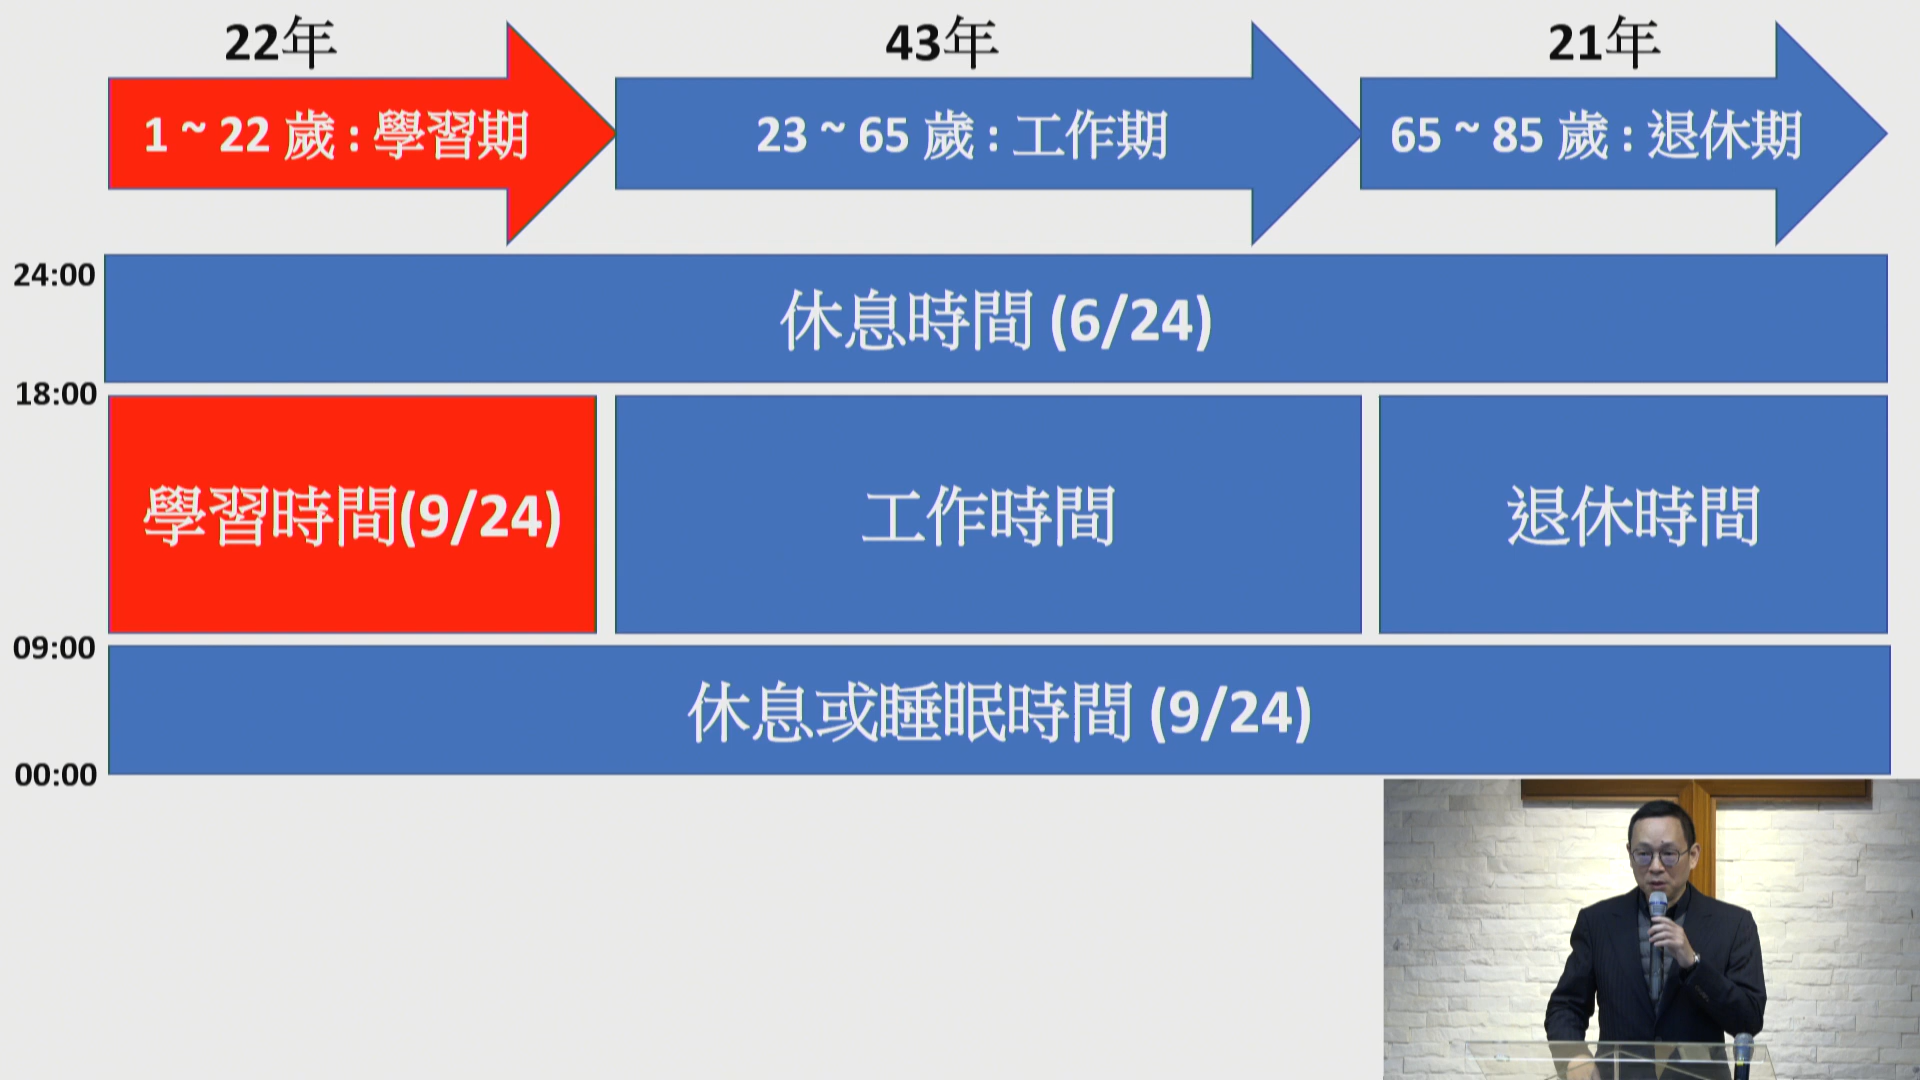 22年
43年
21年
1 ~ 22 歲 : 學習期
23 ~ 65 歲 : 工作期
65 ~ 85 歲 : 退休期
24:00
休息時間 (6/24)
18:00
學習時間(9/24)
工作時間
退休時間
09:00
休息或睡眠時間 (9/24)
00:00